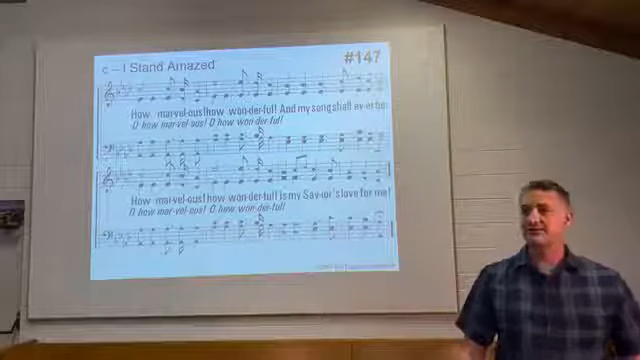 c – I Stand Amazed
#147
How mar-vel-ous! how won-der-ful! And my song shall ev-er be:
O how mar-vel-ous! O how won-der-ful!
How mar-vel-ous! how won-der-ful! is my Sav-ior's love for me!
O how mar-vel-ous! O how won-der-ful!